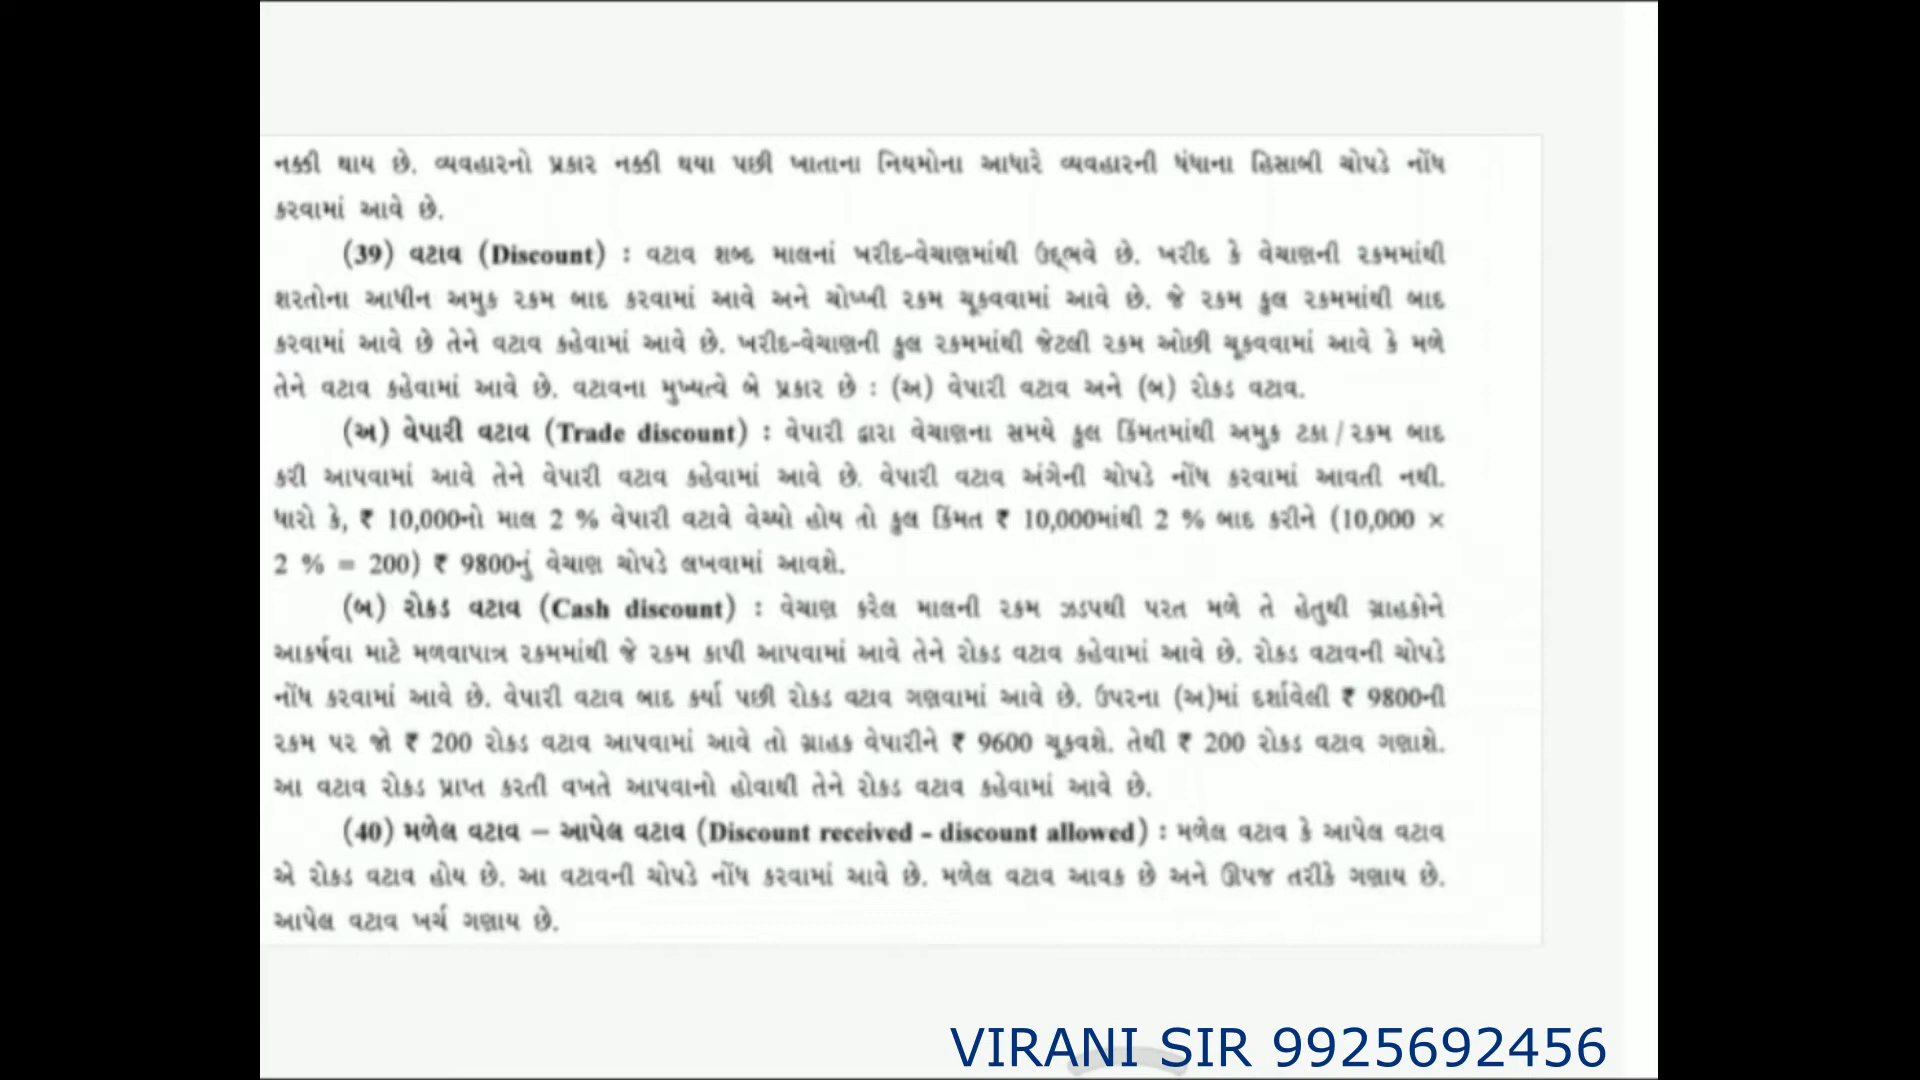 નક્કી થાય છે. વ્યવહારનો પ્રકાર નક્કી થયા પછી ખાતાના નિયમોના આધારે વ્યવહારની ધંધાના હિસાબી ચોપડે નોંધ
કરવામાં આવે છે.
(39) વટાવ (Discount) : વટાવ શબ્દ માલનાં ખરીદ-વેચાણમાંથી ઉદ્ભવે છે. ખરીદ કે વેચાણની રકમમાંથી
શરતોના આધીન અમુક રકમ બાદ કરવામાં આવે અને ચોખ્ખી રકમ ચૂકવવામાં આવે છે. જે રકમ કુલ રકમમાંથી બાદ
કરવામાં આવે છે તેને વટાવ કહેવામાં આવે છે. ખરીદ-વેચાણની કુલ રકમમાંથી જેટલી રકમ ઓછી ચૂકવવામાં આવે કે મળે
તેને વટાવ કહેવામાં આવે છે. વટાવના મુખ્યત્વે બે પ્રકાર છે : (અ) વેપારી વટાવ અને (બ) રોકડ વટાવ.
(અ) વેપારી વટાવ (Trade discount) : વેપારી દ્વારા વેચાણના સમયે કુલ કિંમતમાંથી અમુક ટકા / રકમ બાદ
કરી આપવામાં આવે તેને વેપારી વટાવ કહેવામાં આવે છે. વેપારી વટાવ અંગેની ચોપડે નોંધ કરવામાં આવતી નથી.
ધારો કે, ₹ 10,000નો માલ 2 % વેપારી વટાવે વેચ્યો હોય તો કુલ કિંમત ₹ 10,000માંથી 2 % બાદ કરીને (10,000 ×
2 % = 200) ₹ 9800નું વેચાણ ચોપડે લખવામાં આવશે.
(બ) રોકડ વટાવ (Cash discount) : વેચાણ કરેલ માલની રકમ ઝડપથી પરત મળે તે હેતુથી ગ્રાહકોને
આકર્ષવા માટે મળવાપાત્ર રકમમાંથી જે રકમ કાપી આપવામાં આવે તેને રોકડ વટાવ કહેવામાં આવે છે. રોકડ વટાવની ચોપડે
નોંધ કરવામાં આવે છે. વેપારી વટાવ બાદ કર્યા પછી રોકડ વટાવ ગણવામાં આવે છે. ઉપરના (અ)માં દર્શાવેલી ₹ 9800ની
રકમ પર જો ₹ 200 રોકડ વટાવ આપવામાં આવે તો ગ્રાહક વેપારીને ₹ 9600 ચૂકવશે. તેથી ₹ 200 રોકડ વટાવ ગણાશે.
આ વટાવ રોકડ પ્રાપ્ત કરતી વખતે આપવાનો હોવાથી તેને રોકડ વટાવ કહેવામાં આવે છે.
(40) મળેલ વટાવ – આપેલ વટાવ (Discount received - discount allowed) : મળેલ વટાવ કે આપેલ વટાવ
એ રોકડ વટાવ હોય છે. આ વટાવની ચોપડે નોંધ કરવામાં આવે છે. મળેલ વટાવ આવક છે અને ઊપજ તરીકે ગણાય છે.
આપેલ વટાવ ખર્ચ ગણાય છે.
VIRANI SIR 9925692456